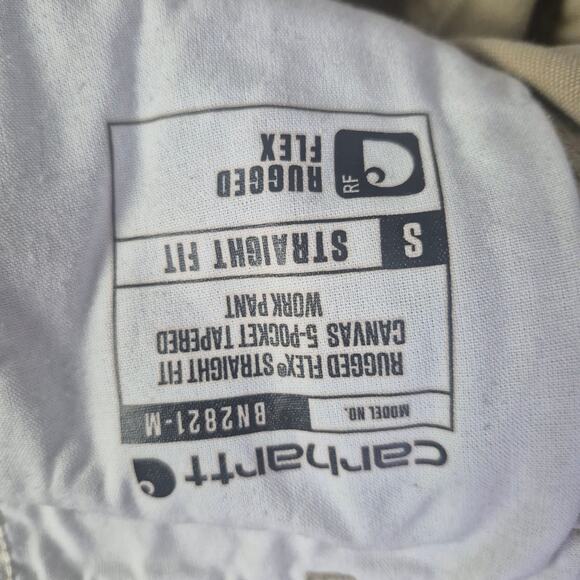 carhartt
MODEL NO. BN2821-M
RUGGED FLEX® STRAIGHT FIT
CANVAS 5-POCKET TAPERED
WORK PANT
S STRAIGHT FIT
RF RUGGED
FLEX